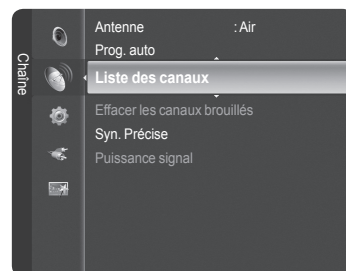 Chaîne
Antenne : Air
Prog. auto
Liste des canaux
Effacer les canaux brouillés
Syn. Précise
Puissance signal